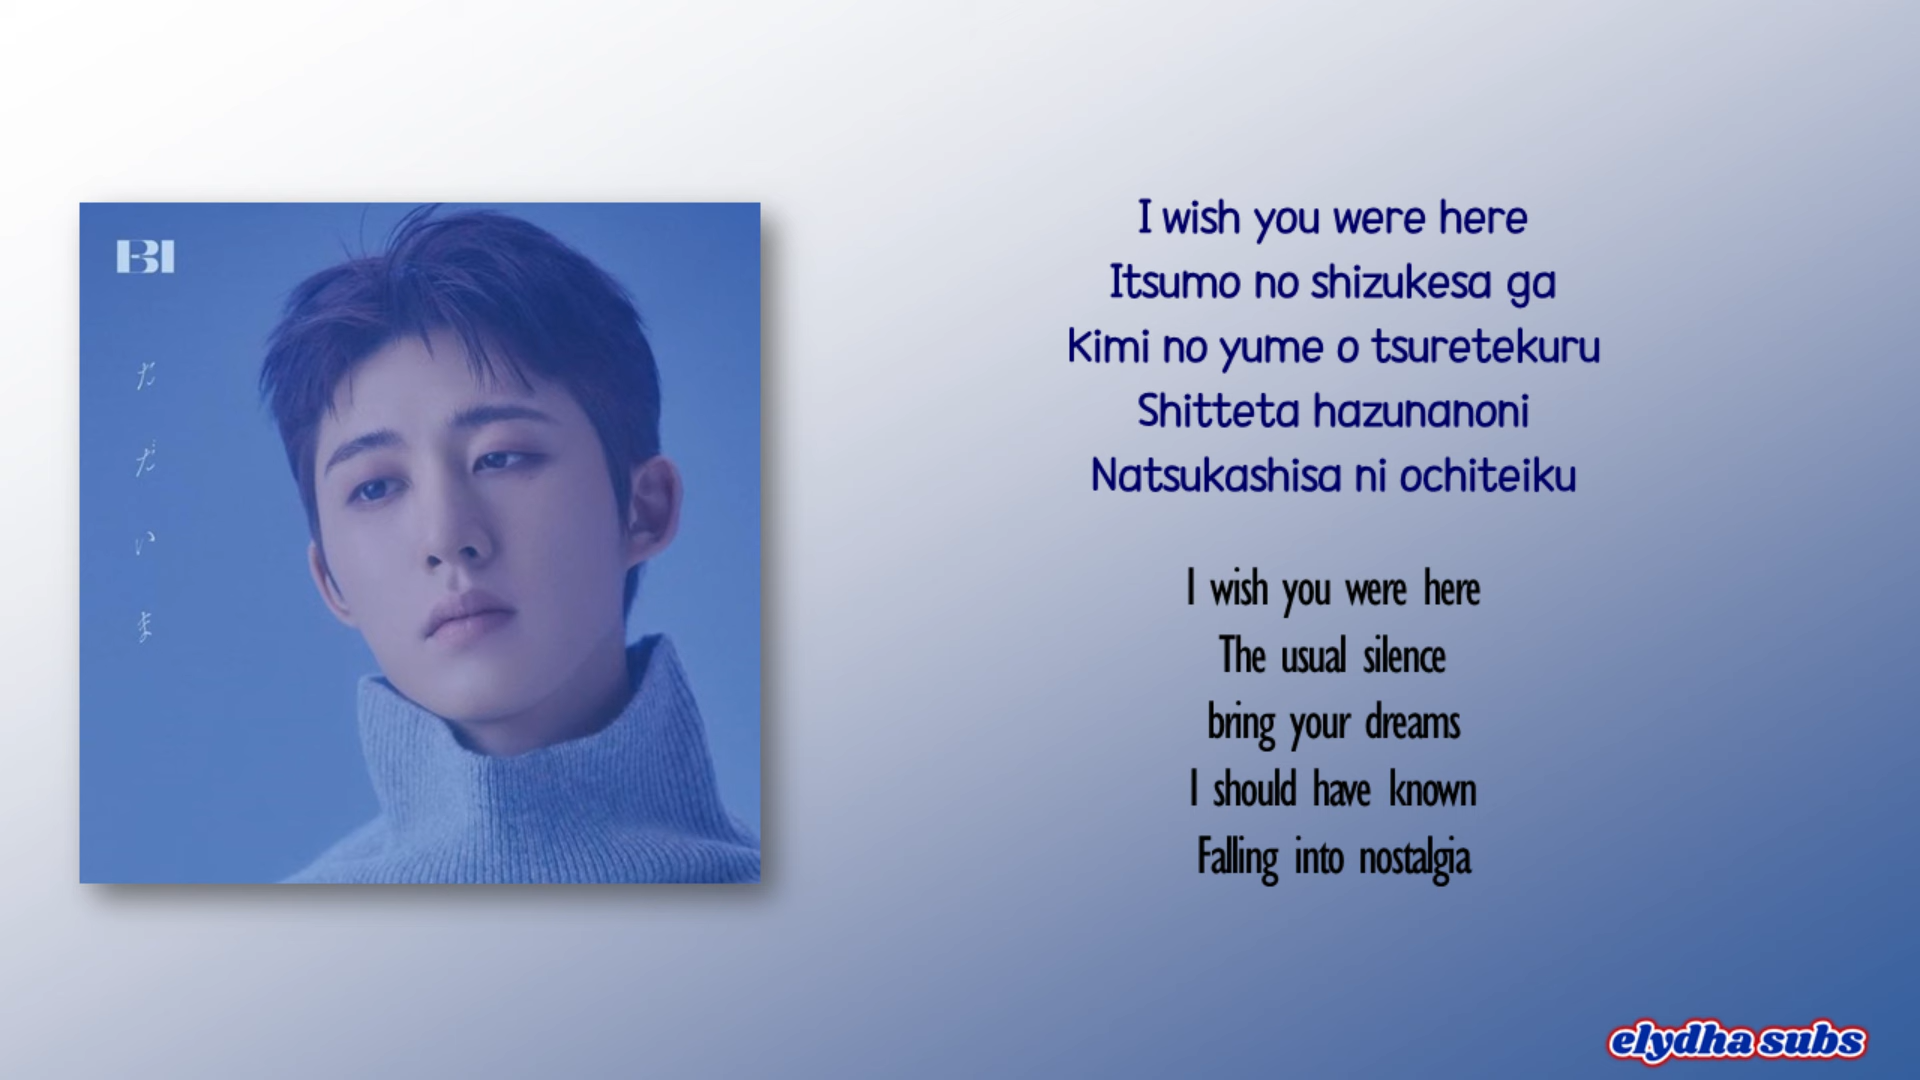 BI
ただいま
I wish you were here
Itsumo no shizukesa ga
Kimi no yume o tsuretekuru
Shitteta hazunanoni
Natsukashisa ni ochiteiku
I wish you were here
The usual silence
bring your dreams
I should have known
Falling into nostalgia
elydha subs